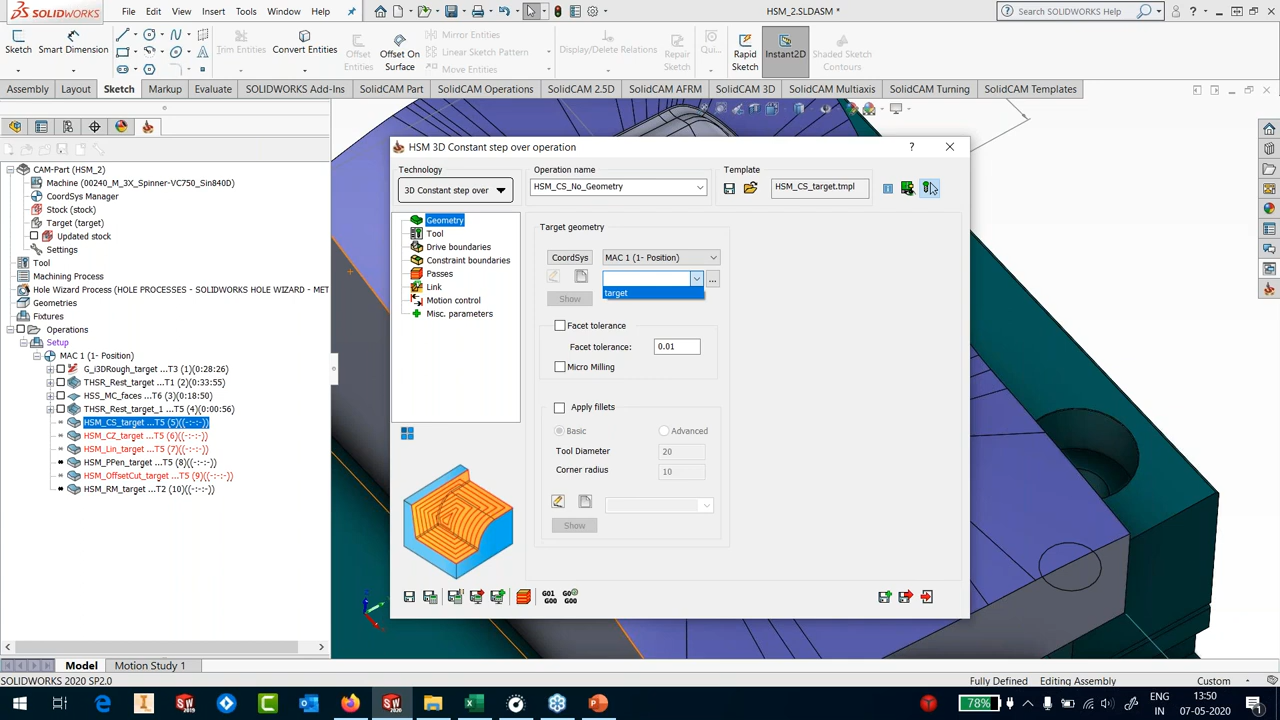 SOLIDWORKS
File
Edit
View
Insert
Tools
Window
Help
HSM_2.SLDASM *
Search SOLIDWORKS Help
?
Sketch
Smart Dimension
Trim Entities
Convert Entities
Offset Entities
Offset On Surface
Mirror Entities
Linear Sketch Pattern
Move Entities
Display/Delete Relations
Repair Sketch
Qui...
Rapid Sketch
Instant2D
Shaded Sketch Contours
Assembly
Layout
Sketch
Markup
Evaluate
SOLIDWORKS Add-Ins
SolidCAM Part
SolidCAM Operations
SolidCAM 2.5D
SolidCAM AFRM
SolidCAM 3D
SolidCAM Multiaxis
SolidCAM Turning
SolidCAM Templates
CAM-Part (HSM_2)
Machine (00240_M_3X_Spinner-VC750_Sin840D)
CoordSys Manager
Stock (stock)
Target (target)
Updated stock
Settings
Tool
Machining Process
Hole Wizard Process (HOLE PROCESSES - SOLIDWORKS HOLE WIZARD - MET
Geometries
Fixtures
Operations
Setup
MAC 1 (1- Position)
G_i3DRough_target ...T3 (1)(0:28:26)
THSR_Rest_target ...T1 (2)(0:33:55)
HSS_MC_faces ...T6 (3)(0:18:50)
THSR_Rest_target_1 ...T5 (4)(0:00:56)
HSM_CS_target ...T5 (5)((-:-:-))
HSM_CZ_target ...T5 (6)((-:-:-))
HSM_Lin_target ...T5 (7)((-:-:-))
HSM_PPen_target ...T5 (8)((-:-:-))
HSM_OffsetCut_target ...T5 (9)((-:-:-))
HSM_RM_target ...T2 (10)((-:-:-))
HSM 3D Constant step over operation
?
Technology
3D Constant step over
Operation name
HSM_CS_No_Geometry
Template
HSM_CS_target.tmpl
Geometry
Tool
Drive boundaries
Constraint boundaries
Passes
Link
Motion control
Misc. parameters
Target geometry
CoordSys
MAC 1 (1- Position)
...
Show
target
Facet tolerance
Facet tolerance:
0.01
Micro Milling
Apply fillets
Basic
Advanced
Tool Diameter
20
Corner radius
10
Show
G01 G00
Model
Motion Study 1
SOLIDWORKS 2020 SP2.0
Fully Defined
Editing Assembly
Custom
SW 2019
SW 2020
78%
ENG
IN
13:50
07-05-2020